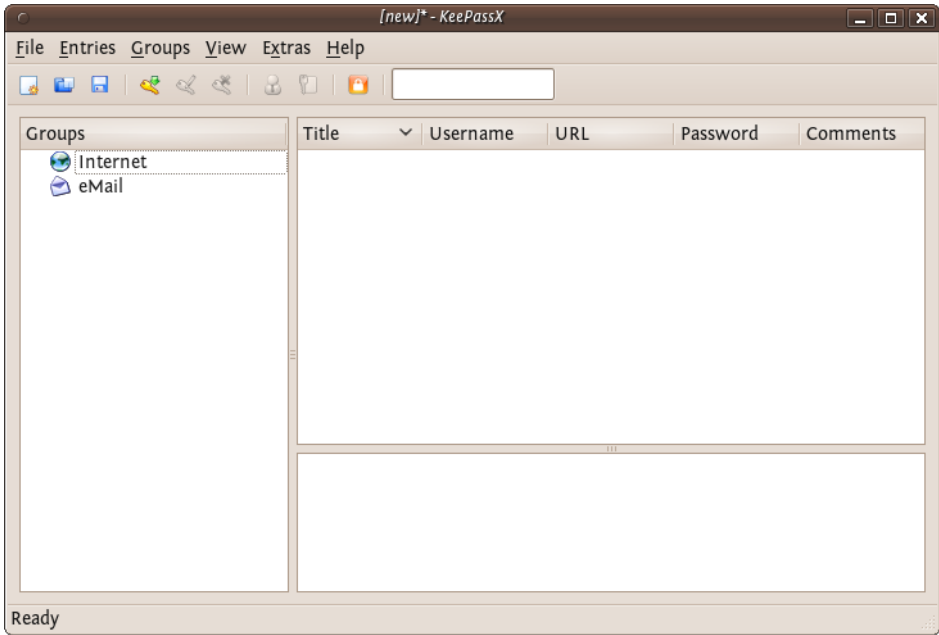 [new]* - KeePassX
File Entries Groups View Extras Help
Groups
Internet
eMail
Title Username URL Password Comments
Ready